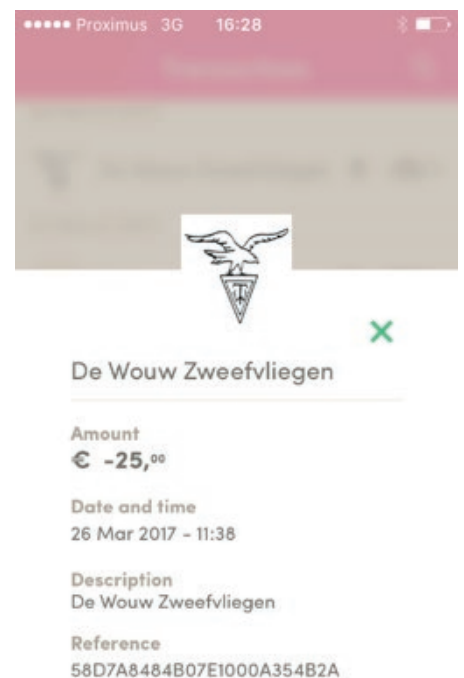 Proximus 3G 16:28
De Wouw Zweefvliegen
Amount
€ -25,00
Date and time
26 Mar 2017 - 11:38
Description
De Wouw Zweefvliegen
Reference
58D7A8484B07E1000A354B2A